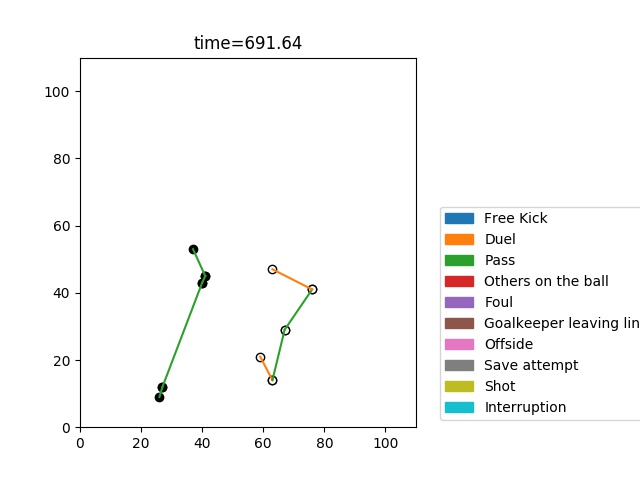 time=691.64
100
80
60
40
20
0
0 20 40 60 80 100
Free Kick
Duel
Pass
Others on the ball
Foul
Goalkeeper leaving lin
Offside
Save attempt
Shot
Interruption